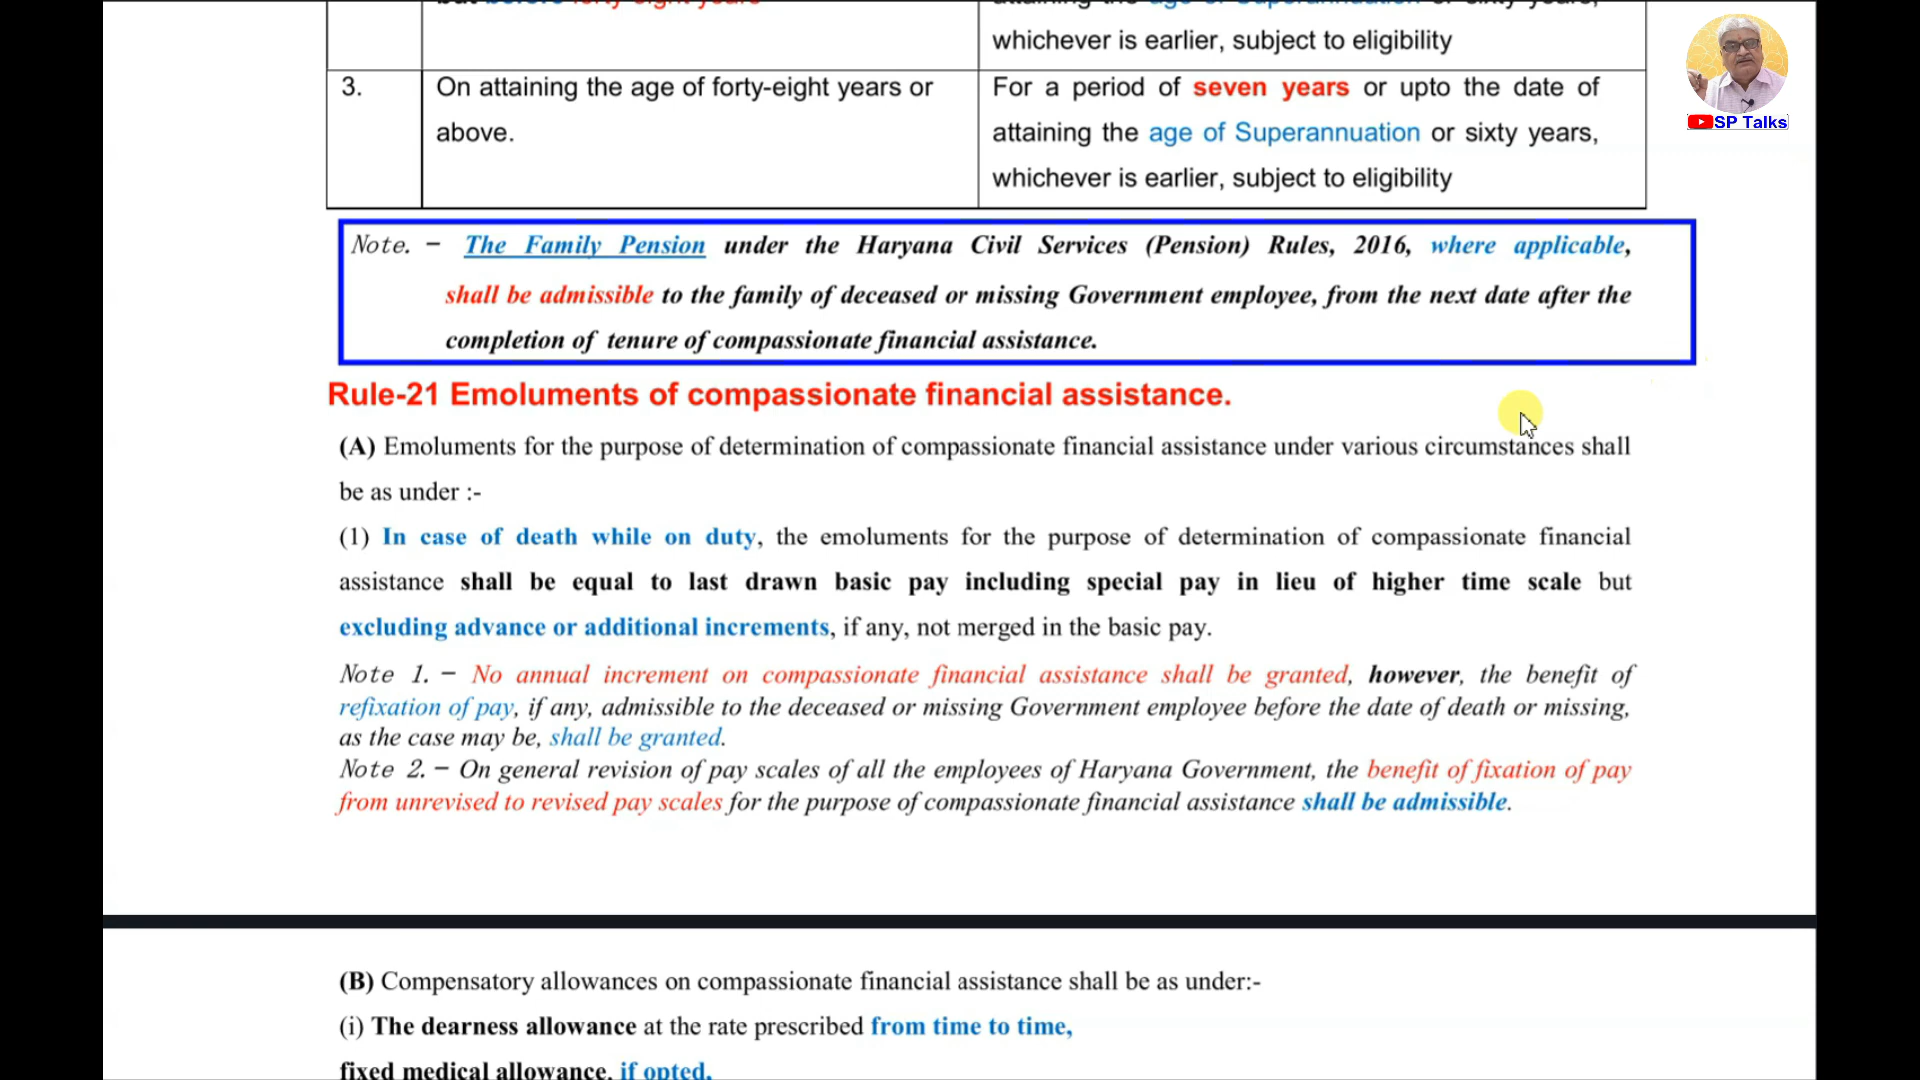 but before forty-eight years
attaining the age of Superannuation or sixty years,
whichever is earlier, subject to eligibility
3.
On attaining the age of forty-eight years or
above.
For a period of seven years or upto the date of
attaining the age of Superannuation or sixty years,
whichever is earlier, subject to eligibility
SP Talks
Note. – The Family Pension under the Haryana Civil Services (Pension) Rules, 2016, where applicable,
shall be admissible to the family of deceased or missing Government employee, from the next date after the
completion of tenure of compassionate financial assistance.
Rule-21 Emoluments of compassionate financial assistance.
(A) Emoluments for the purpose of determination of compassionate financial assistance under various circumstances shall
be as under :-
(1) In case of death while on duty, the emoluments for the purpose of determination of compassionate financial
assistance shall be equal to last drawn basic pay including special pay in lieu of higher time scale but
excluding advance or additional increments, if any, not merged in the basic pay.
Note 1. – No annual increment on compassionate financial assistance shall be granted, however, the benefit of
refixation of pay, if any, admissible to the deceased or missing Government employee before the date of death or missing,
as the case may be, shall be granted.
Note 2. – On general revision of pay scales of all the employees of Haryana Government, the benefit of fixation of pay
from unrevised to revised pay scales for the purpose of compassionate financial assistance shall be admissible.
(B) Compensatory allowances on compassionate financial assistance shall be as under:-
(i) The dearness allowance at the rate prescribed from time to time,
fixed medical allowance, if opted,